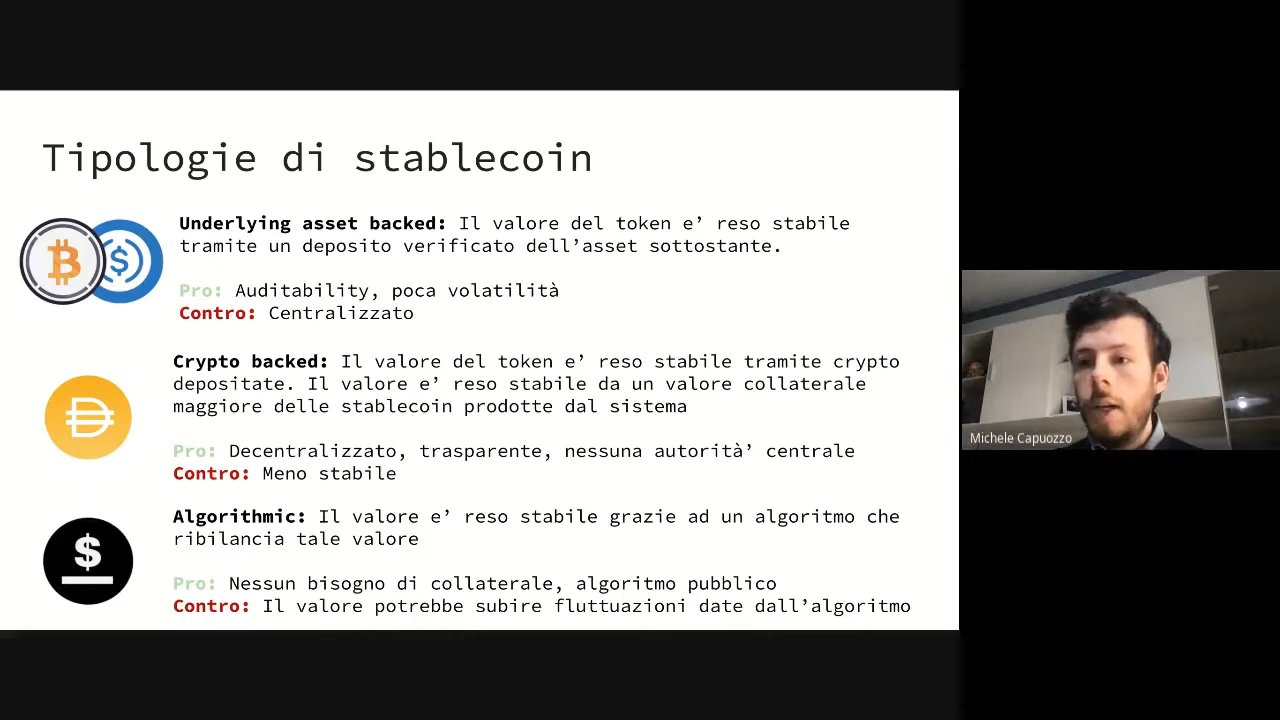 Tipologie di stablecoin
Underlying asset backed: Il valore del token e’ reso stabile
tramite un deposito verificato dell’asset sottostante.
Pro: Auditability, poca volatilità
Contro: Centralizzato
Crypto backed: Il valore del token e’ reso stabile tramite crypto
depositate. Il valore e’ reso stabile da un valore collaterale
maggiore delle stablecoin prodotte dal sistema
Pro: Decentralizzato, trasparente, nessuna autorità’ centrale
Contro: Meno stabile
Algorithmic: Il valore e’ reso stabile grazie ad un algoritmo che
ribilancia tale valore
Pro: Nessun bisogno di collaterale, algoritmo pubblico
Contro: Il valore potrebbe subire fluttuazioni date dall’algoritmo
Michele Capuozzo